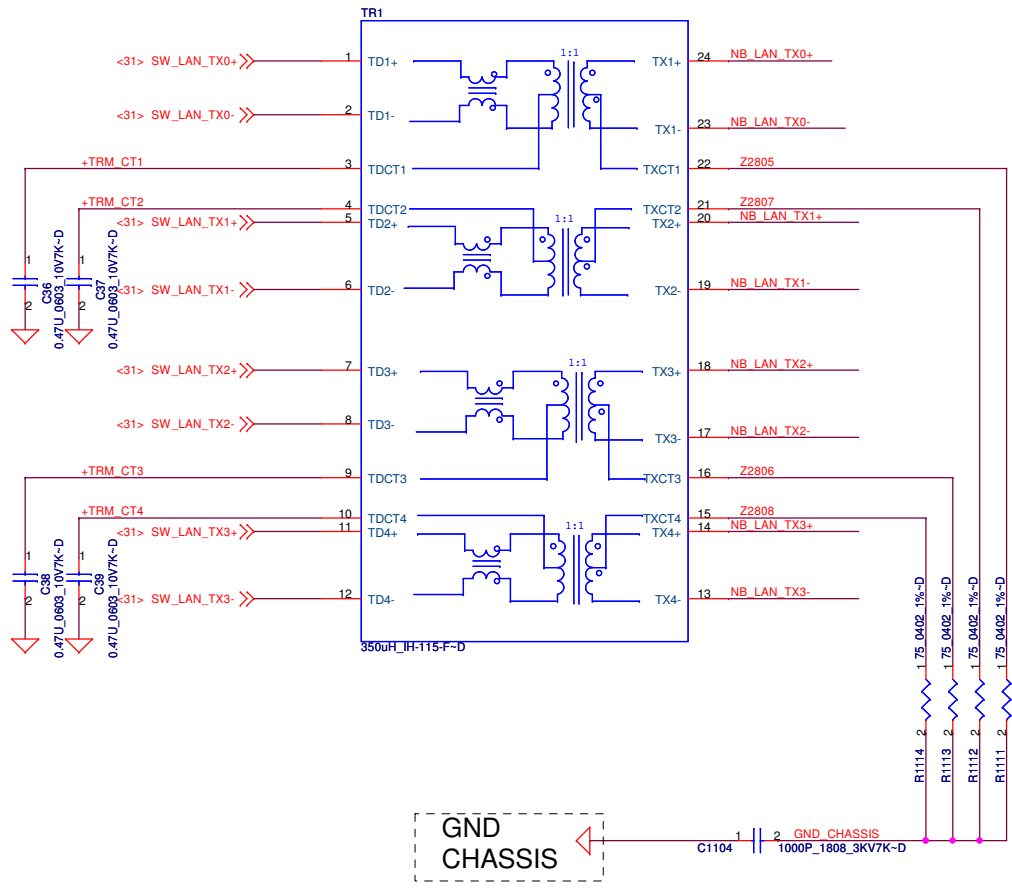 TR1
1:1
<31> SW_LAN_TX0+ 1 TD1+ TX1+ 24 NB_LAN_TX0+
<31> SW_LAN_TX0- 2 TD1- TX1- 23 NB_LAN_TX0-
+TRM_CT1 3 TDCT1 TXCT1 22 Z2805
+TRM_CT2 4 TDCT2 TXCT2 21 Z2807
1:1
<31> SW_LAN_TX1+ 5 TD2+ TX2+ 20 NB_LAN_TX1+
<31> SW_LAN_TX1- 6 TD2- TX2- 19 NB_LAN_TX1-
1 2 C36 0.47U_0603_10V7K~D
1 2 C37 0.47U_0603_10V7K~D
1:1
<31> SW_LAN_TX2+ 7 TD3+ TX3+ 18 NB_LAN_TX2+
<31> SW_LAN_TX2- 8 TD3- TX3- 17 NB_LAN_TX2-
+TRM_CT3 9 TDCT3 TXCT3 16 Z2806
+TRM_CT4 10 TDCT4 TXCT4 15 Z2808
1:1
<31> SW_LAN_TX3+ 11 TD4+ TX4+ 14 NB_LAN_TX3+
<31> SW_LAN_TX3- 12 TD4- TX4- 13 NB_LAN_TX3-
1 2 C38 0.47U_0603_10V7K~D
1 2 C39 0.47U_0603_10V7K~D
350uH_IH-115-F~D
R1114 2 1 75_0402_1%~D
R1113 2 1 75_0402_1%~D
R1112 2 1 75_0402_1%~D
R1111 2 1 75_0402_1%~D
GND
CHASSIS
1 2 GND_CHASSIS
C1104 1000P_1808_3KV7K~D